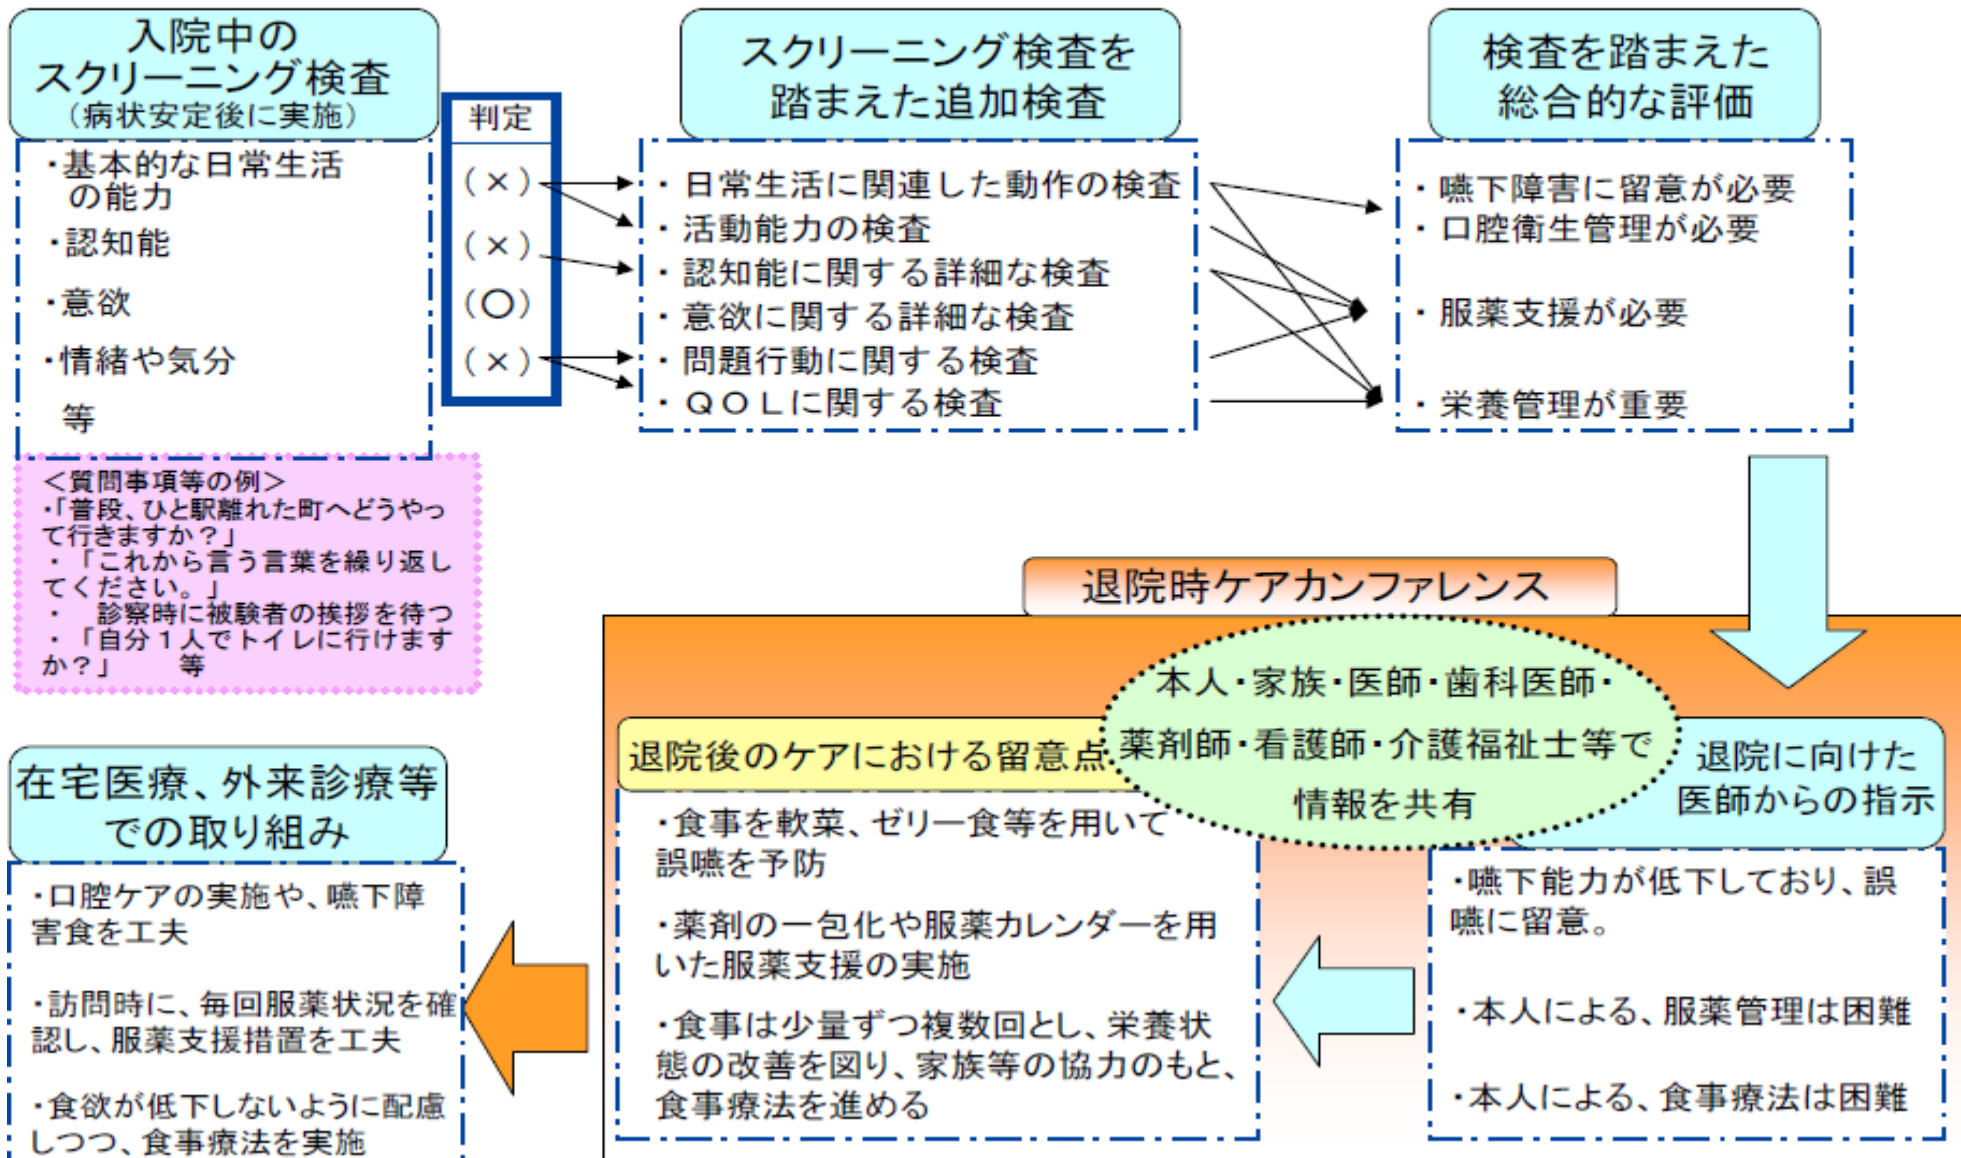 入院中の
スクリーニング検査
（病状安定後に実施）
・基本的な日常生活
の能力
・認知能
・意欲
・情緒や気分
等
判定
（×）
（×）
（○）
（×）
スクリーニング検査を
踏まえた追加検査
・日常生活に関連した動作の検査
・活動能力の検査
・認知能に関する詳細な検査
・意欲に関する詳細な検査
・問題行動に関する検査
・ＱＯＬに関する検査
検査を踏まえた
総合的な評価
・嚥下障害に留意が必要
・口腔衛生管理が必要
・服薬支援が必要
・栄養管理が重要
＜質問事項等の例＞
・「普段、ひと駅離れた町へどうやっ
て行きますか？」
・「これから言う言葉を繰り返し
てください。」
・　診察時に被験者の挨拶を待つ
・「自分１人でトイレに行けます
か？」　　等
退院時ケアカンファレンス
本人・家族・医師・歯科医師・
薬剤師・看護師・介護福祉士等で
情報を共有
退院に向けた
医師からの指示
・嚥下能力が低下しており、誤
嚥に留意。
・本人による、服薬管理は困難
・本人による、食事療法は困難
退院後のケアにおける留意点
・食事を軟菜、ゼリー食等を用いて
誤嚥を予防
・薬剤の一包化や服薬カレンダーを用
いた服薬支援の実施
・食事は少量ずつ複数回とし、栄養状
態の改善を図り、家族等の協力のもと、
食事療法を進める
在宅医療、外来診療等
での取り組み
・口腔ケアの実施や、嚥下障
害食を工夫
・訪問時に、毎回服薬状況を確
認し、服薬支援措置を工夫
・食欲が低下しないように配慮
しつつ、食事療法を実施